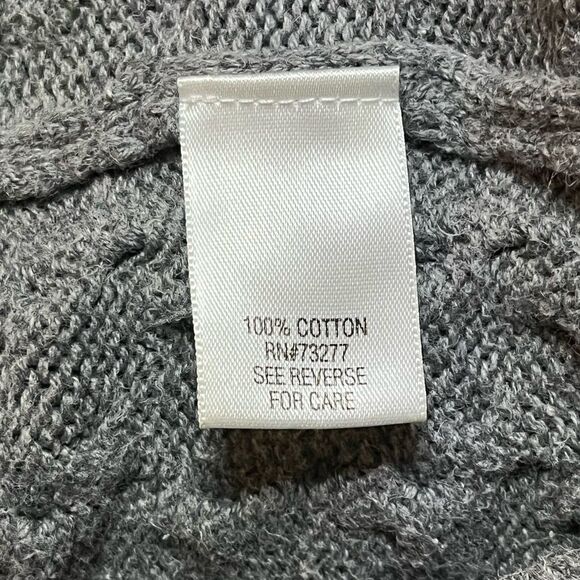 100% COTTON
RN#73277
SEE REVERSE
FOR CARE